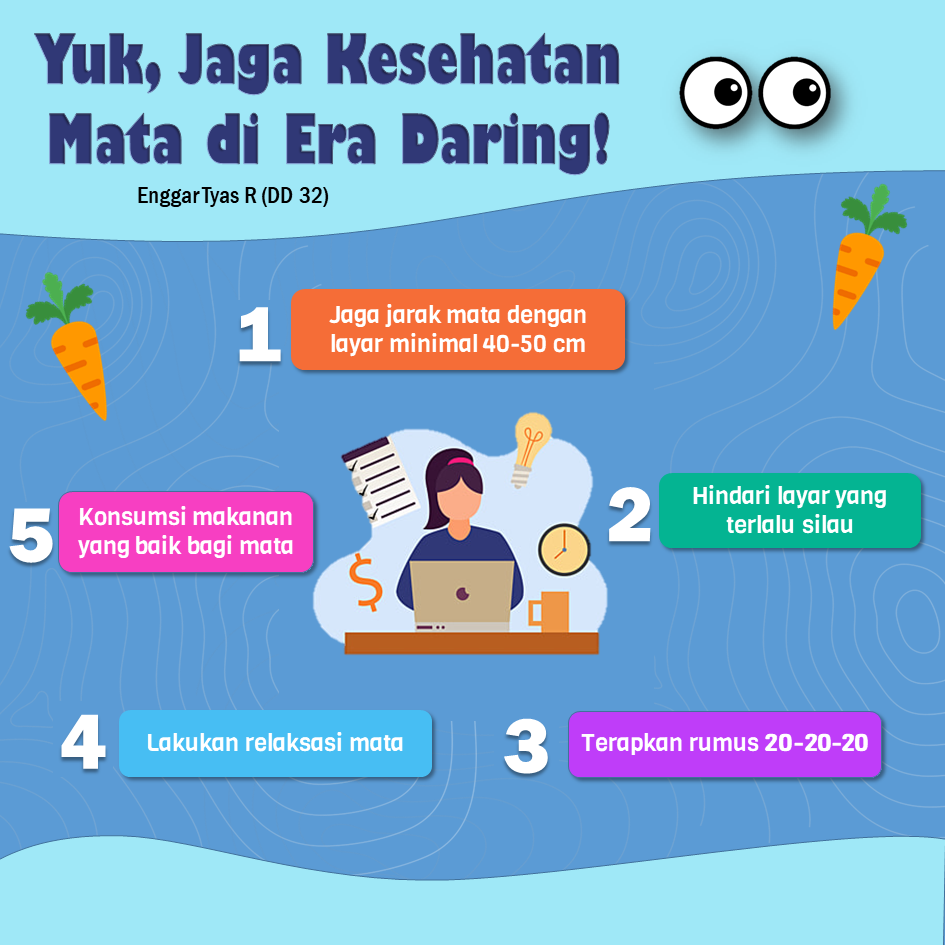 Yuk, Jaga Kesehatan
Mata di Era Daring!
Enggar Tyas R (DD 32)
1
Jaga jarak mata dengan
layar minimal 40-50 cm
2
Hindari layar yang
terlalu silau
3
Terapkan rumus 20-20-20
4
Lakukan relaksasi mata
5
Konsumsi makanan
yang baik bagi mata
$